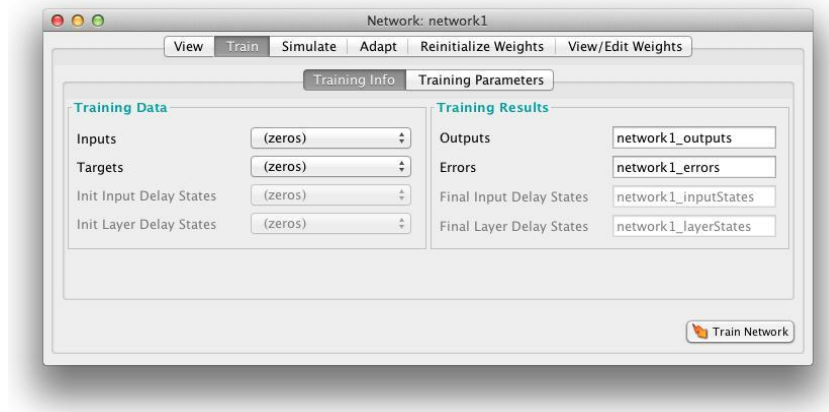 Network: network1
View Train Simulate Adapt Reinitialize Weights View/Edit Weights
Training Info Training Parameters
Training Data
Inputs (zeros)
Targets (zeros)
Init Input Delay States (zeros)
Init Layer Delay States (zeros)
Training Results
Outputs network1_outputs
Errors network1_errors
Final Input Delay States network1_inputStates
Final Layer Delay States network1_layerStates
Train Network